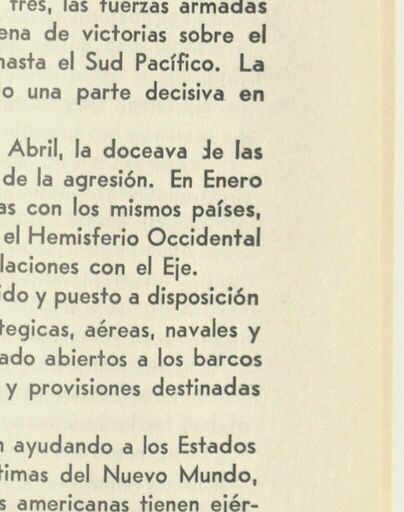 tres, las fuerzas armadas
ena de victorias sobre el
hasta el Sud Pacífico. La
o una parte decisiva en
Abril, la doceava de las
de la agresión. En Enero
as con los mismos países,
el Hemisferio Occidental
laciones con el Eje.
ido y puesto a disposición
tegicas, aéreas, navales y
ado abiertos a los barcos
y provisiones destinadas
n ayudando a los Estados
timas del Nuevo Mundo,
s americanas tienen ejér-